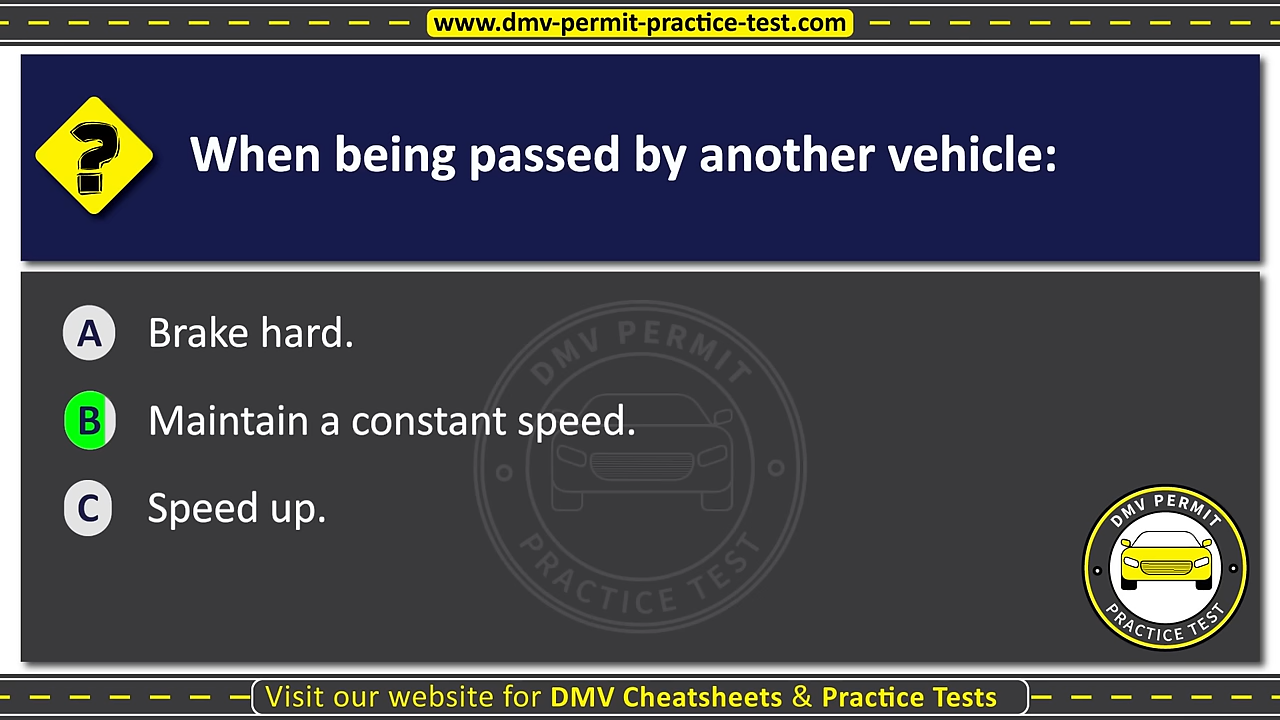 www.dmv-permit-practice-test.com
?
When being passed by another vehicle:
A Brake hard.
B Maintain a constant speed.
C Speed up.
DMV PERMIT
PRACTICE TEST
DMV PERMIT
PRACTICE TEST
Visit our website for DMV Cheatsheets & Practice Tests